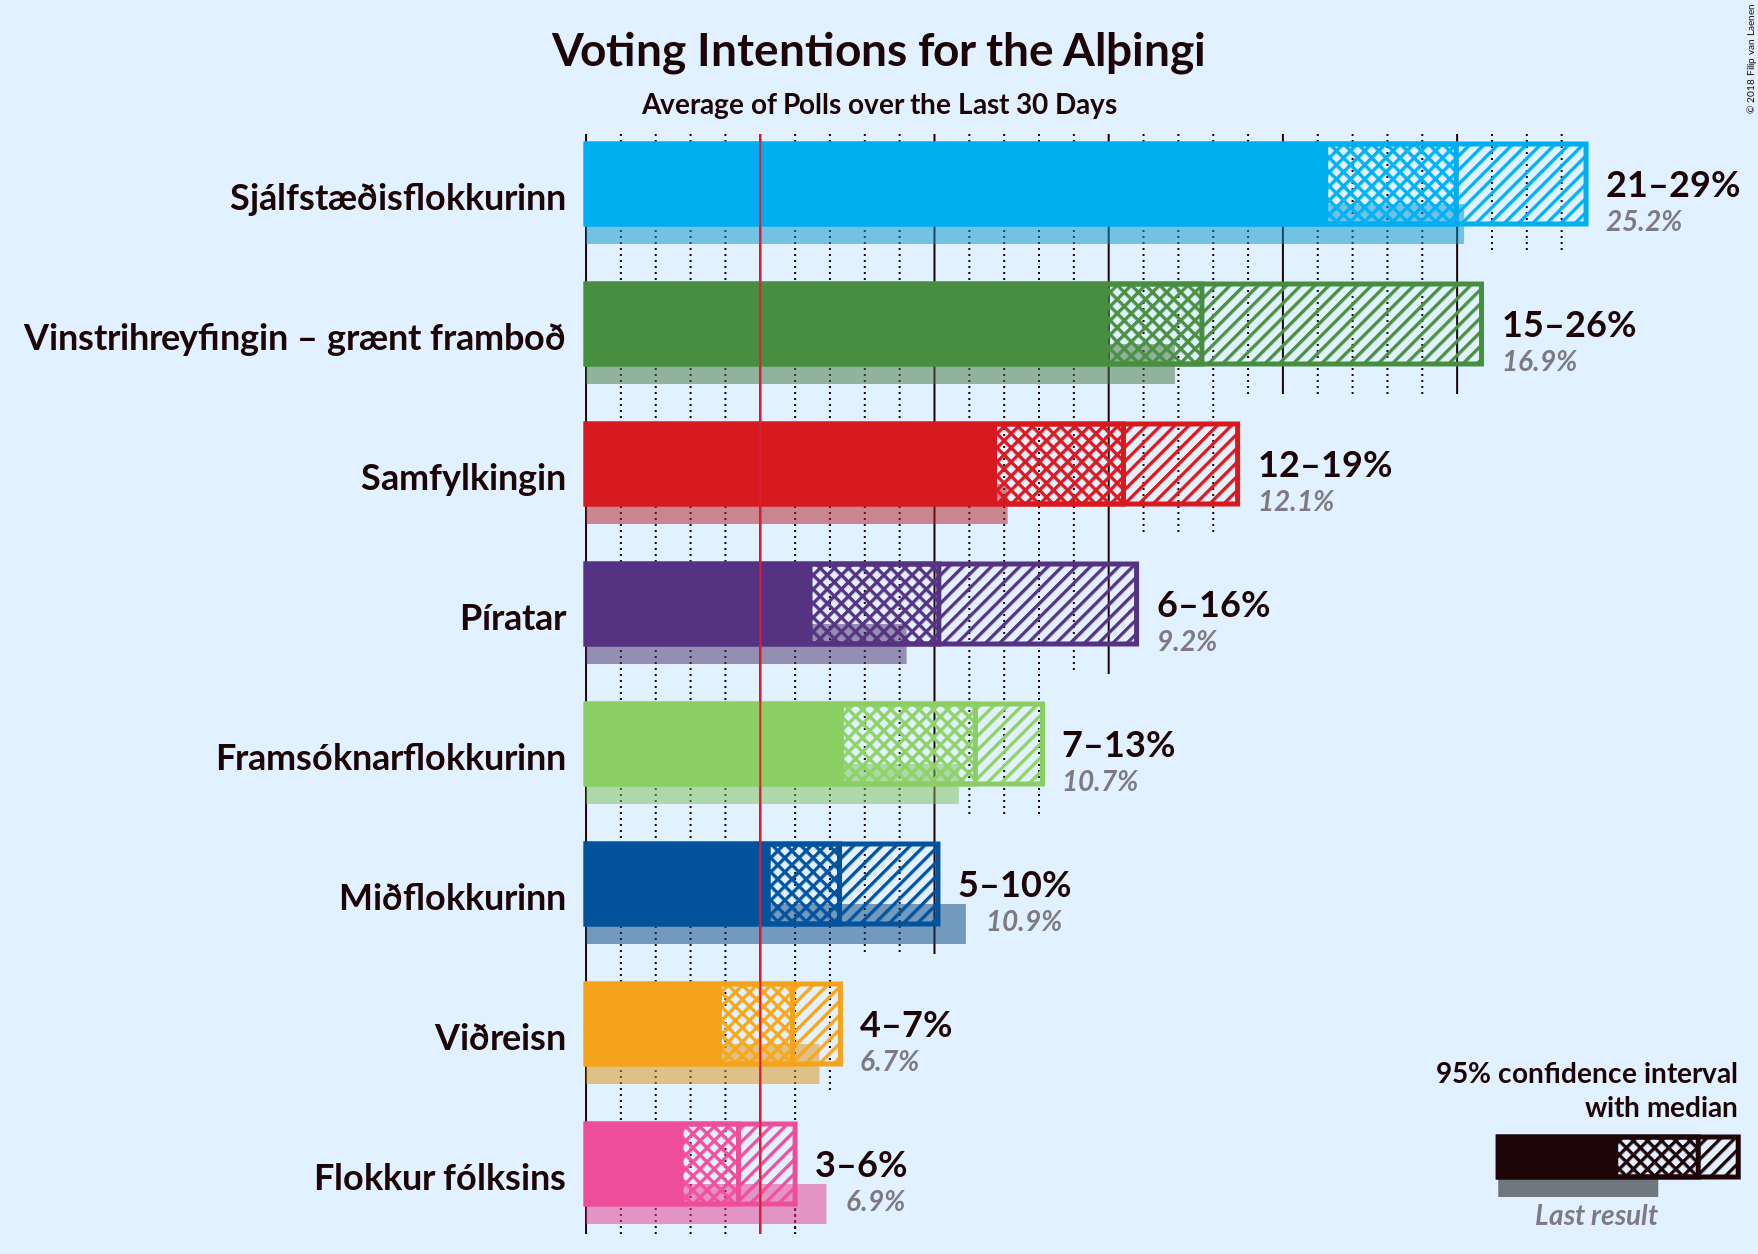 Voting Intentions for the Alþingi
Average of Polls over the Last 30 Days
© 2018 Filip van Laenen
Sjálfstæðisflokkurinn
21–29%
25.2%
Vinstrihreyfingin – grænt framboð
15–26%
16.9%
Samfylkingin
12–19%
12.1%
Píratar
6–16%
9.2%
Framsóknarflokkurinn
7–13%
10.7%
Miðflokkurinn
5–10%
10.9%
Viðreisn
4–7%
6.7%
Flokkur fólksins
3–6%
6.9%
95% confidence interval
with median
Last result